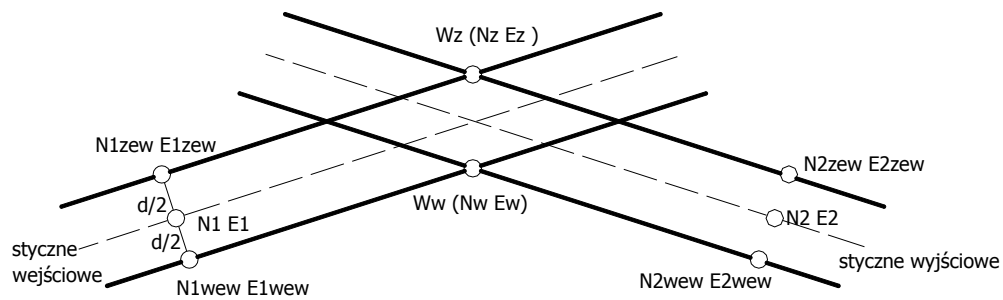 Wz (Nz Ez )
N1zew E1zew
N2zew E2zew
Ww (Nw Ew)
d/2
N1 E1
N2 E2
d/2
styczne
wejściowe
styczne wyjściowe
N1wew E1wew
N2wew E2wew